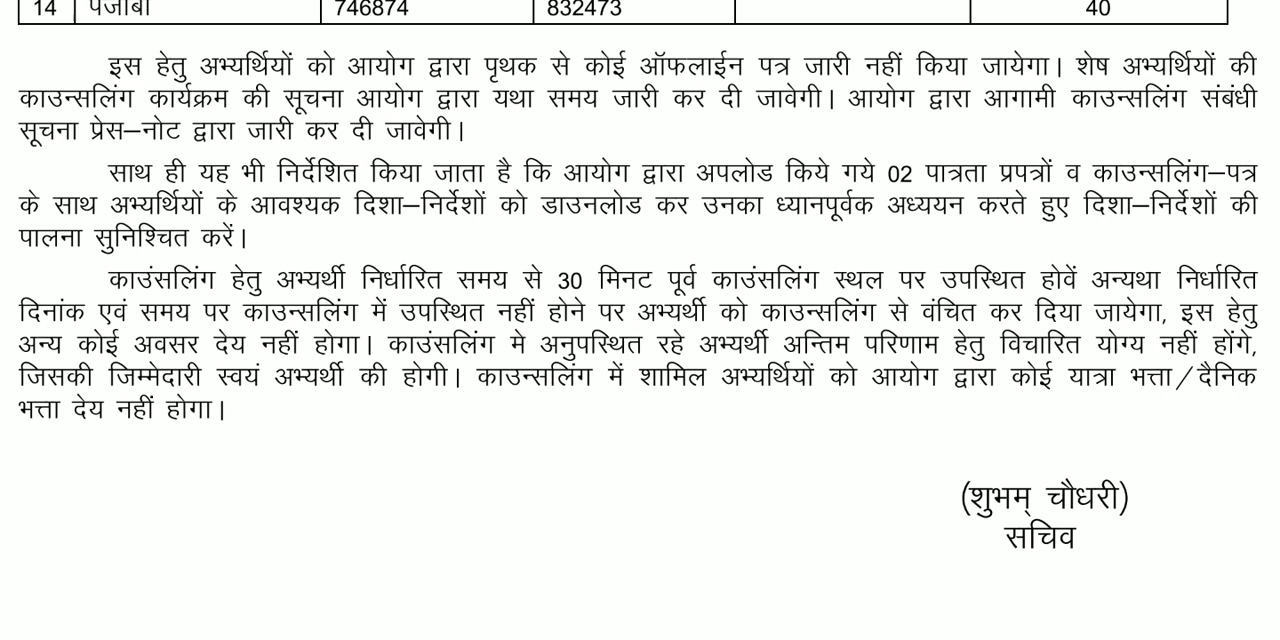 14 पंजाबी 746874 832473 40
इस हेतु अभ्यर्थियों को आयोग द्वारा पृथक से कोई ऑफलाईन पत्र जारी नहीं किया जायेगा। शेष अभ्यर्थियों की
काउन्सलिंग कार्यक्रम की सूचना आयोग द्वारा यथा समय जारी कर दी जावेगी। आयोग द्वारा आगामी काउन्सलिंग संबंधी
सूचना प्रेस–नोट द्वारा जारी कर दी जावेगी।
साथ ही यह भी निर्देशित किया जाता है कि आयोग द्वारा अपलोड किये गये 02 पात्रता प्रपत्रों व काउन्सलिंग–पत्र
के साथ अभ्यर्थियों के आवश्यक दिशा–निर्देशों को डाउनलोड कर उनका ध्यानपूर्वक अध्ययन करते हुए दिशा–निर्देशों की
पालना सुनिश्चित करें।
काउंसलिंग हेतु अभ्यर्थी निर्धारित समय से 30 मिनट पूर्व काउंसलिंग स्थल पर उपस्थित होवें अन्यथा निर्धारित
दिनांक एवं समय पर काउन्सलिंग में उपस्थित नहीं होने पर अभ्यर्थी को काउन्सलिंग से वंचित कर दिया जायेगा, इस हेतु
अन्य कोई अवसर देय नहीं होगा। काउंसलिंग मे अनुपस्थित रहे अभ्यर्थी अन्तिम परिणाम हेतु विचारित योग्य नहीं होंगे,
जिसकी जिम्मेदारी स्वयं अभ्यर्थी की होगी। काउन्सलिंग में शामिल अभ्यर्थियों को आयोग द्वारा कोई यात्रा भत्ता/दैनिक
भत्ता देय नहीं होगा।
(शुभम् चौधरी)
सचिव